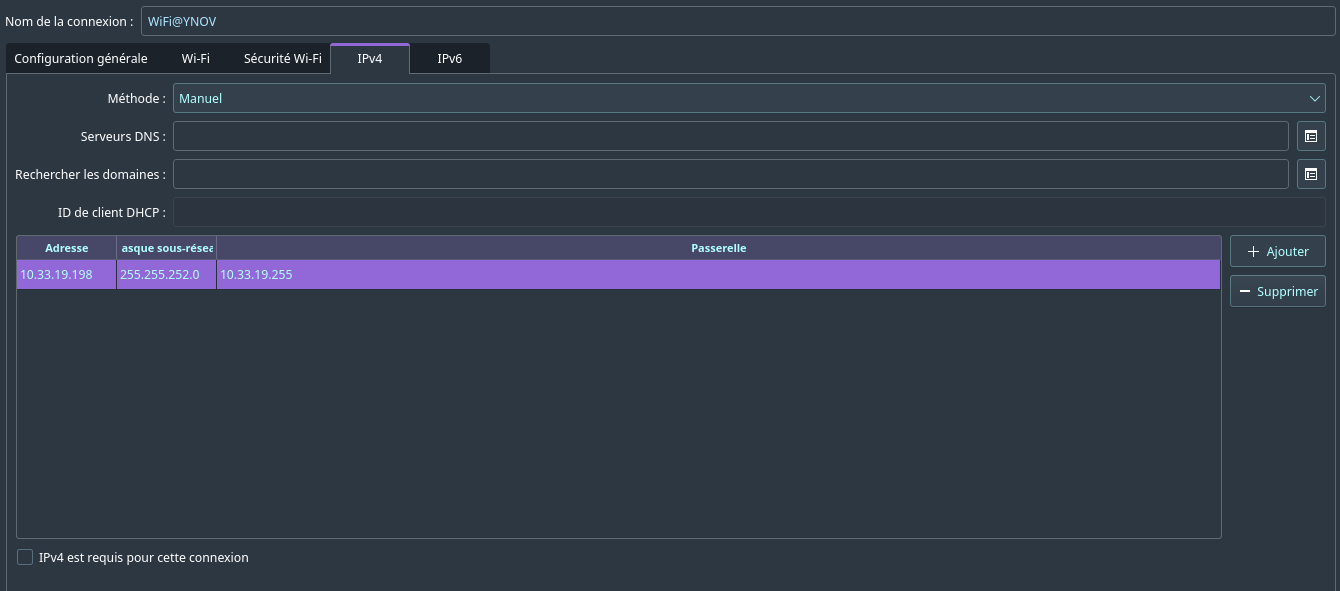 Nom de la connexion : WiFi@YNOV
Configuration générale Wi-Fi Sécurité Wi-Fi IPv4 IPv6
Méthode : Manuel
Serveurs DNS :
Rechercher les domaines :
ID de client DHCP :
Adresse asque sous-résea Passerelle
10.33.19.198 255.255.252.0 10.33.19.255
Ajouter
Supprimer
IPv4 est requis pour cette connexion